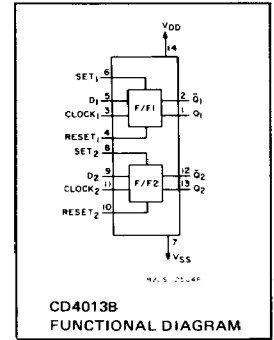 VDD
14
SET1 6
D1 5
CLOCK1 3
RESET1 4
F/F1
2 Q̅1
1 Q1
SET2 8
D2 9
CLOCK2 11
RESET2 10
F/F2
12 Q̅2
13 Q2
7
VSS
CD4013B
FUNCTIONAL DIAGRAM